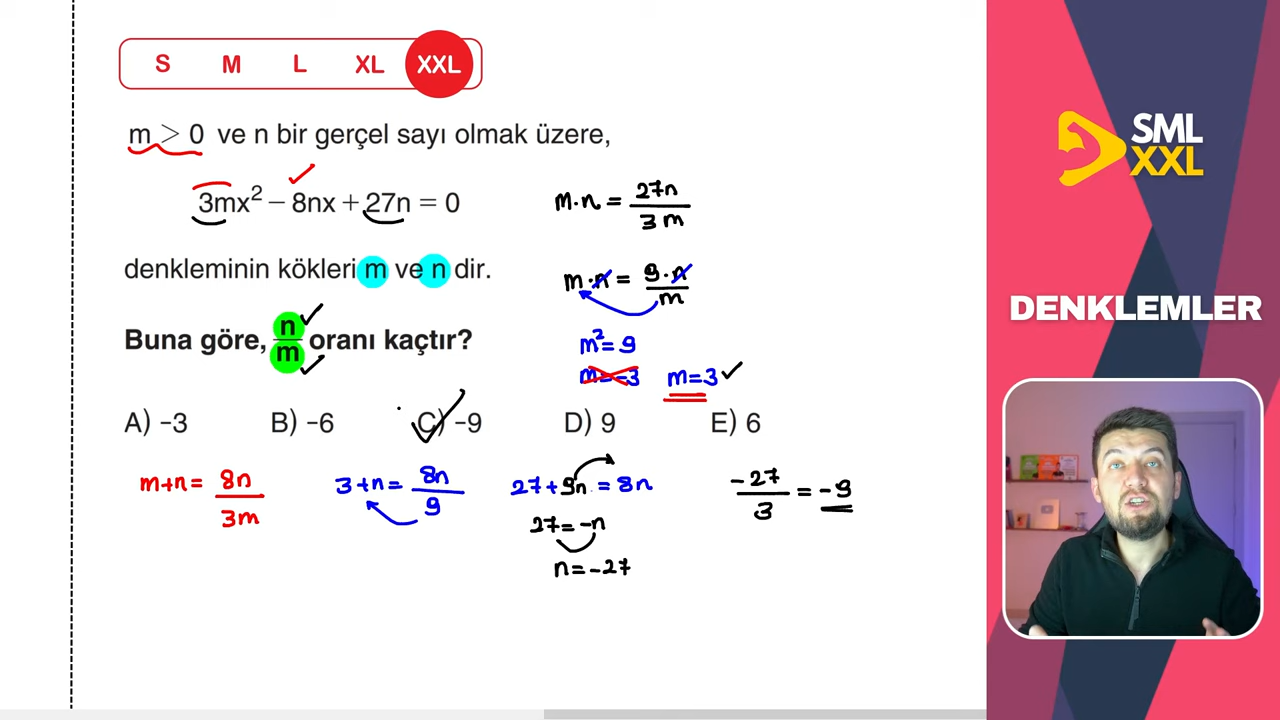 S M L XL XXL
m > 0 ve n bir gerçel sayı olmak üzere,
3mx² − 8nx + 27n = 0
denkleminin kökleri m ve n dir.
Buna göre, n/m oranı kaçtır?
A) −3 B) −6 C) −9 D) 9 E) 6
m·n = 27n/3m
m·n = 9·n/m
m² = 9
m=-3 m=3
m+n = 8n/3m
3+n = 8n/9
27+9n = 8n
27 = -n
n = -27
-27/3 = -9
SML
XXL
DENKLEMLER